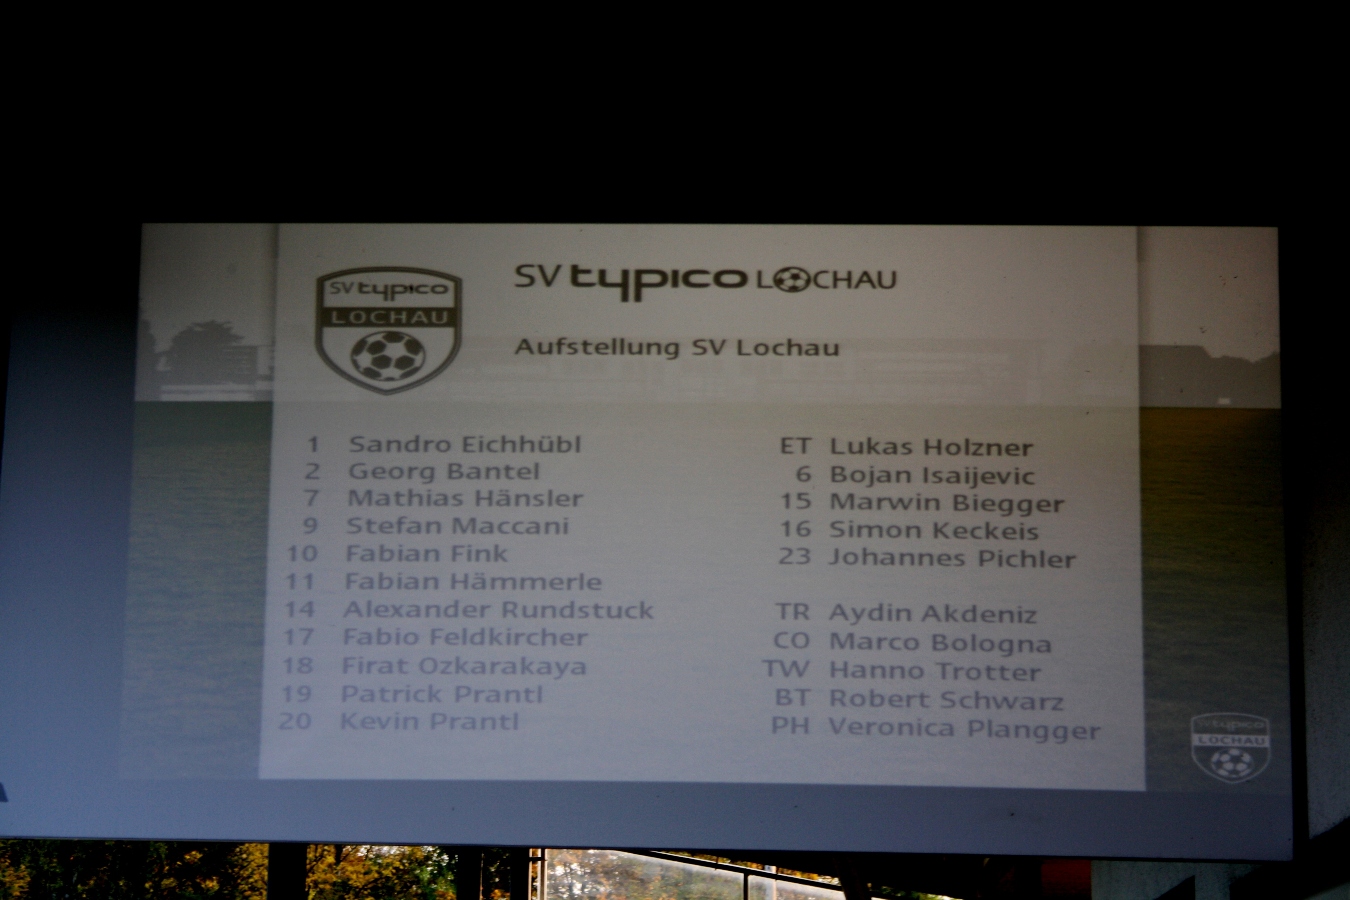 SV typico LOCHAU
SV typico
LOCHAU
Aufstellung SV Lochau
1 Sandro Eichhübl
2 Georg Bantel
7 Mathias Hänsler
9 Stefan Maccani
10 Fabian Fink
11 Fabian Hämmerle
14 Alexander Rundstuck
17 Fabio Feldkircher
18 Firat Ozkarakaya
19 Patrick Prantl
20 Kevin Prantl
ET Lukas Holzner
6 Bojan Isaijevic
15 Marwin Biegger
16 Simon Keckeis
23 Johannes Pichler
TR Aydin Akdeniz
CO Marco Bologna
TW Hanno Trotter
BT Robert Schwarz
PH Veronica Plangger
SV typico
LOCHAU